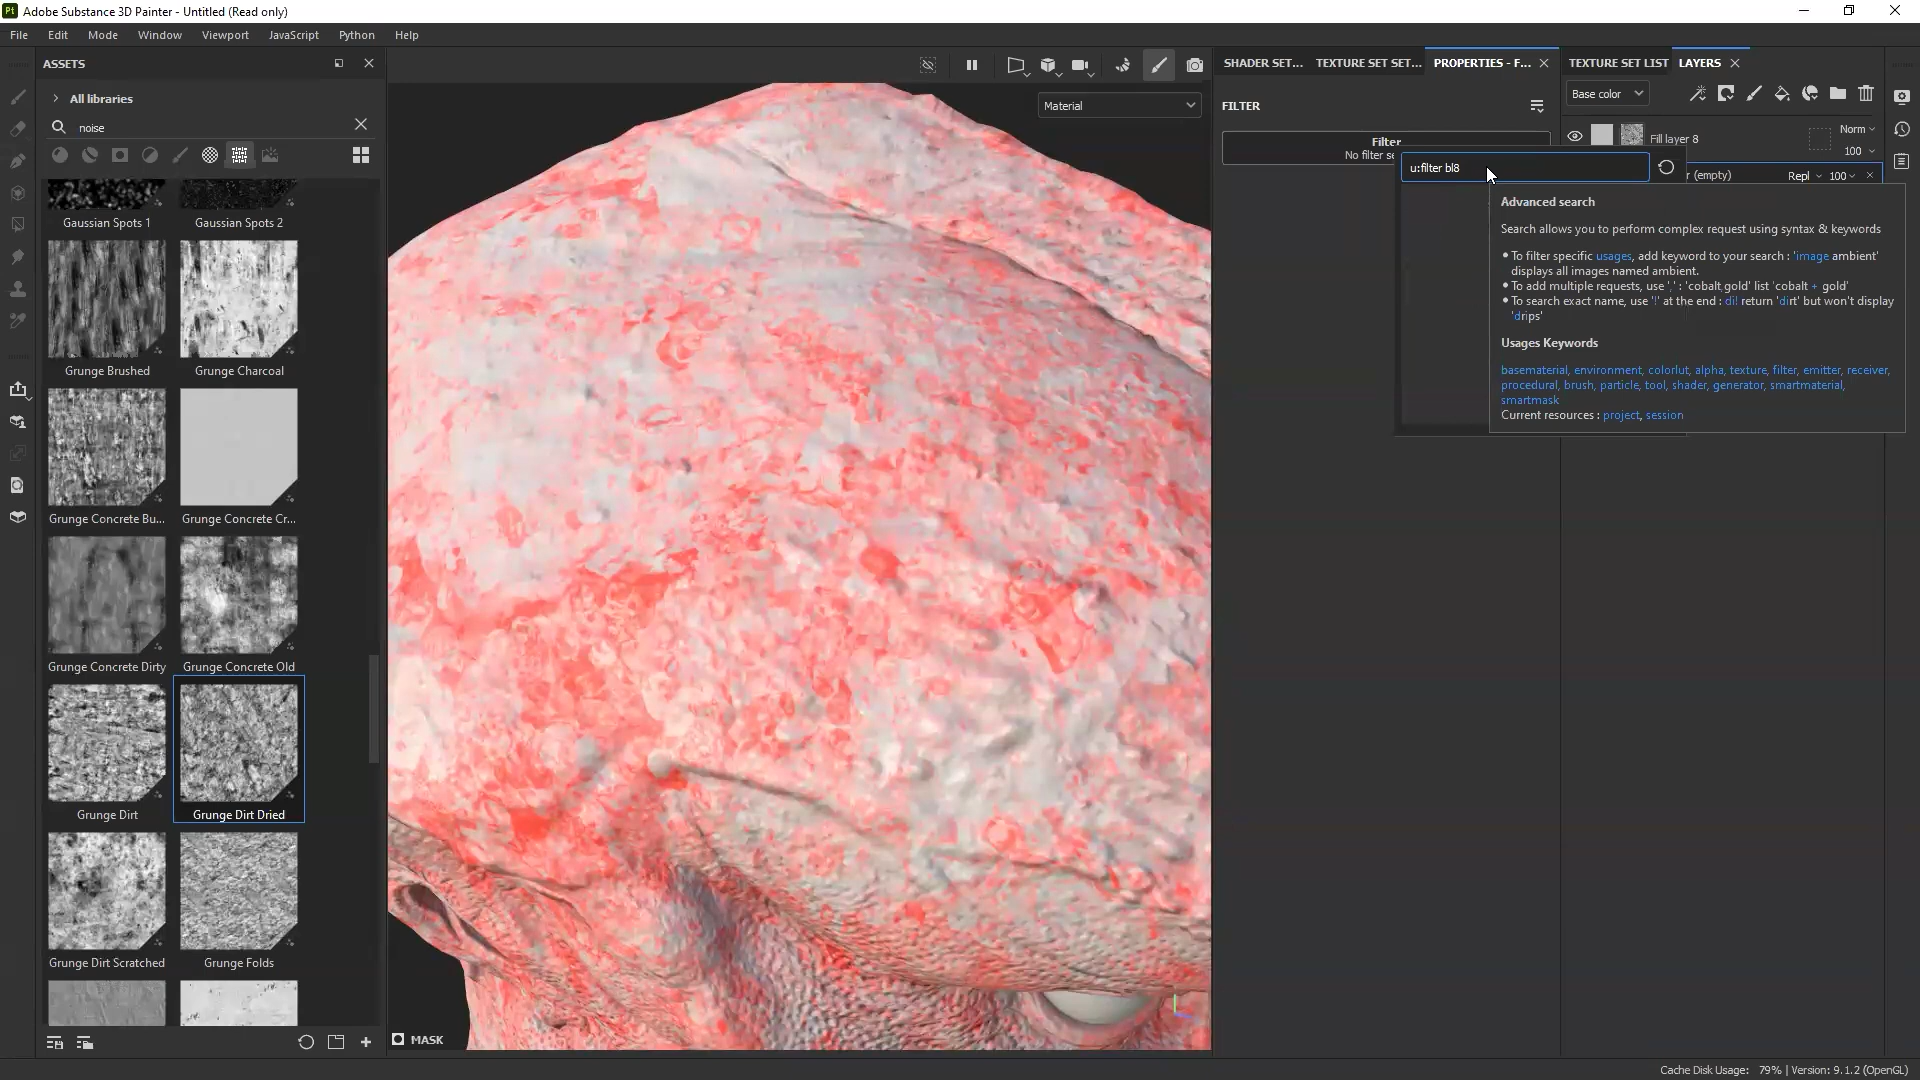 Pt Adobe Substance 3D Painter - Untitled (Read only)
File Edit Mode Window Viewport JavaScript Python Help
ASSETS
All libraries
noise
Gaussian Spots 1 Gaussian Spots 2
Grunge Brushed Grunge Charcoal
Grunge Concrete Bu... Grunge Concrete Cr...
Grunge Concrete Dirty Grunge Concrete Old
Grunge Dirt Grunge Dirt Dried
Grunge Dirt Scratched Grunge Folds
Material
MASK
SHADER SET... TEXTURE SET SET... PROPERTIES - F...
FILTER
Filter
No filter se
u:filter bl8
Advanced search
Search allows you to perform complex request using syntax & keywords
• To filter specific usages, add keyword to your search : 'image ambient'
displays all images named ambient.
• To add multiple requests, use ',' : 'cobalt,gold' list 'cobalt + gold'
• To search exact name, use '!' at the end : di! return 'dirt' but won't display
'drips'
Usages Keywords
basematerial, environment, colorlut, alpha, texture, filter, emitter, receiver,
procedural, brush, particle, tool, shader, generator, smartmaterial,
smartmask
Current resources : project, session
TEXTURE SET LIST LAYERS
Base color
Fill layer 8 Norm
100
r (empty) Repl 100
Cache Disk Usage: 79% | Version: 9.1.2 (OpenGL)